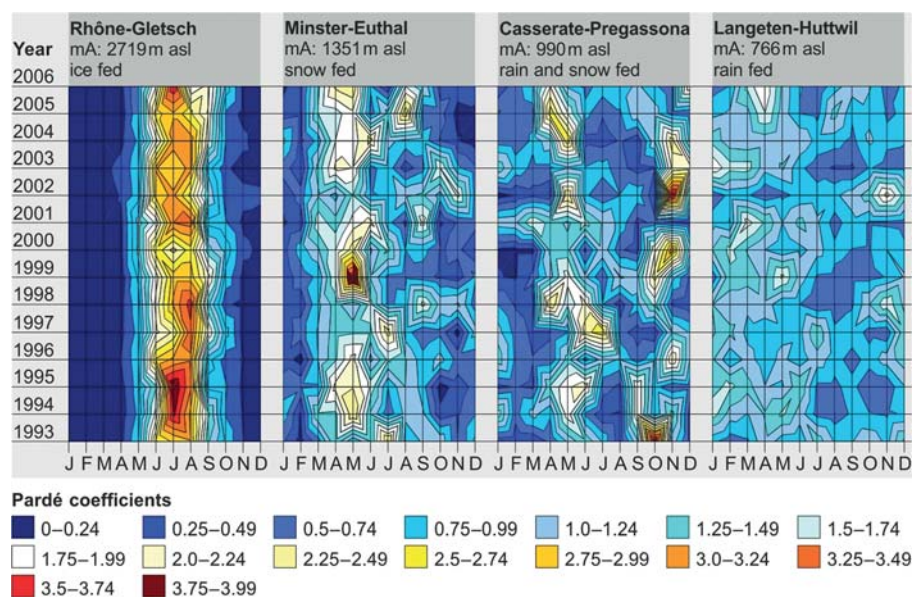 Rhône-Gletsch
mA: 2719 m asl
ice fed
Minster-Euthal
mA: 1351 m asl
snow fed
Casserate-Pregassona
mA: 990 m asl
rain and snow fed
Langeten-Huttwil
mA: 766 m asl
rain fed
Year
2006
2005
2004
2003
2002
2001
2000
1999
1998
1997
1996
1995
1994
1993
J F M A M J J A S O N D
J F M A M J J A S O N D
J F M A M J J A S O N D
J F M A M J J A S O N D
Pardé coefficients
0–0.24 0.25–0.49 0.5–0.74 0.75–0.99 1.0–1.24 1.25–1.49 1.5–1.74
1.75–1.99 2.0–2.24 2.25–2.49 2.5–2.74 2.75–2.99 3.0–3.24 3.25–3.49
3.5–3.74 3.75–3.99